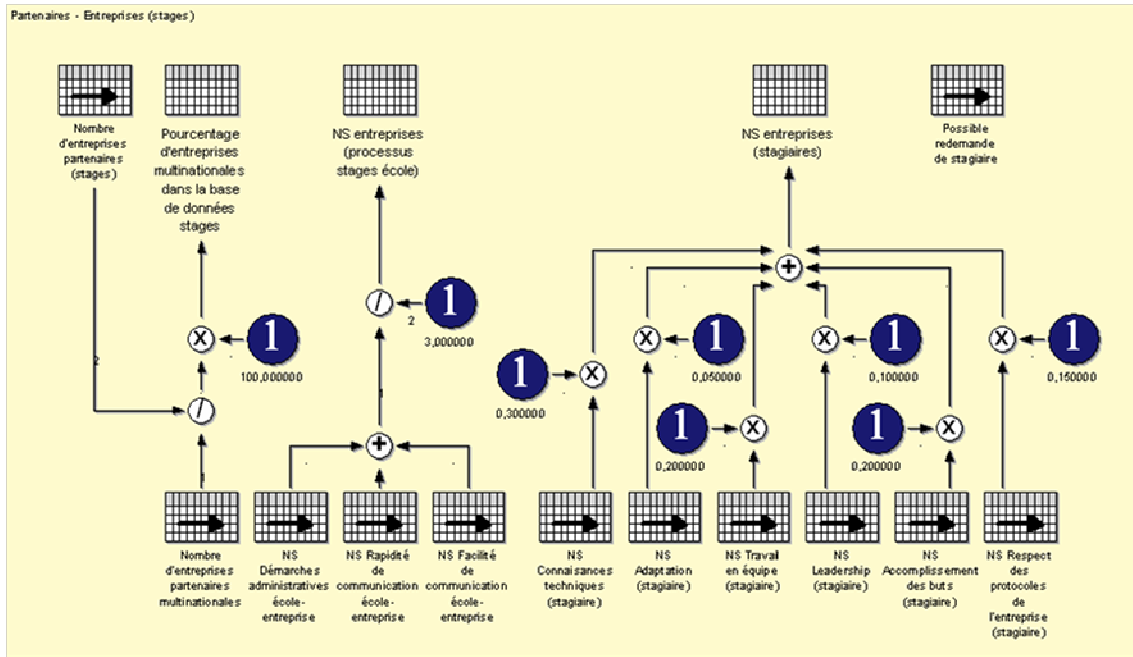 Partenaires - Entreprises (stages)
Nombre
d'entreprises
partenaires
(stages)
Pourcentage
d'entreprises
multinationales
dans la base
de données
stages
NS entreprises
(processus
stages école)
NS entreprises
(stagiaires)
Possible
redemande
de stagiaire
+
/
1
2
3,000000
X
1
100,000000
2
/
1
+
1
1
0,300000
X
X
1
0,050000
1
0,200000
X
X
1
0,100000
1
0,200000
X
X
1
0,150000
Nombre
d'entreprises
partenaires
multinationales
NS
Démarches
administratives
école-
entreprise
NS Rapidité
de
communication
école-
entreprise
NS Facilité
de
communication
école-
entreprise
NS
Connaisances
techniques
(stagiaire)
NS
Adaptation
(stagiaire)
NS Travail
en équipe
(stagiaire)
NS
Leadership
(stagiaire)
NS
Accomplissement
des buts
(stagiaire)
NS Respect
des
protocoles
de
l'entreprise
(stagiaire)